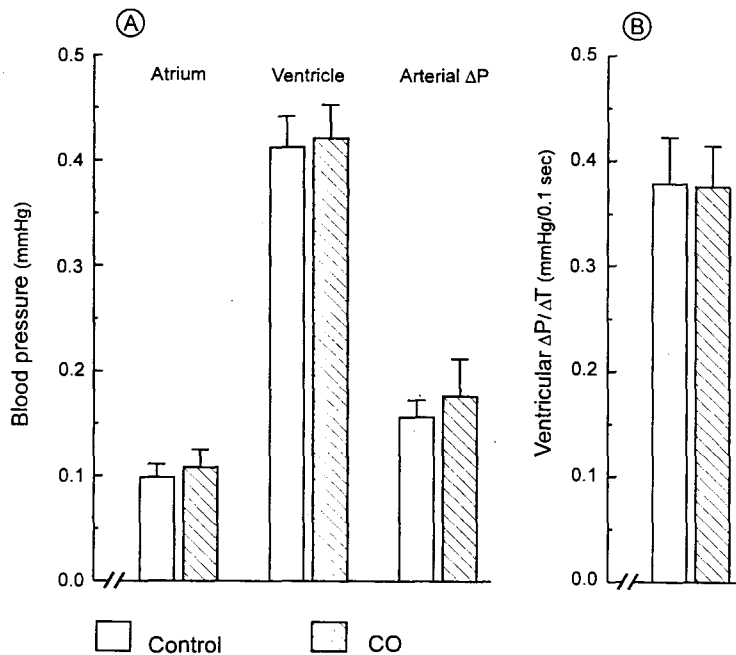 A
Atrium
Ventricle
Arterial ΔP
Blood pressure (mmHg)
0.5
0.4
0.3
0.2
0.1
0.0
B
Ventricular ΔP/ΔT (mmHg/0.1 sec)
0.5
0.4
0.3
0.2
0.1
0.0
Control
CO